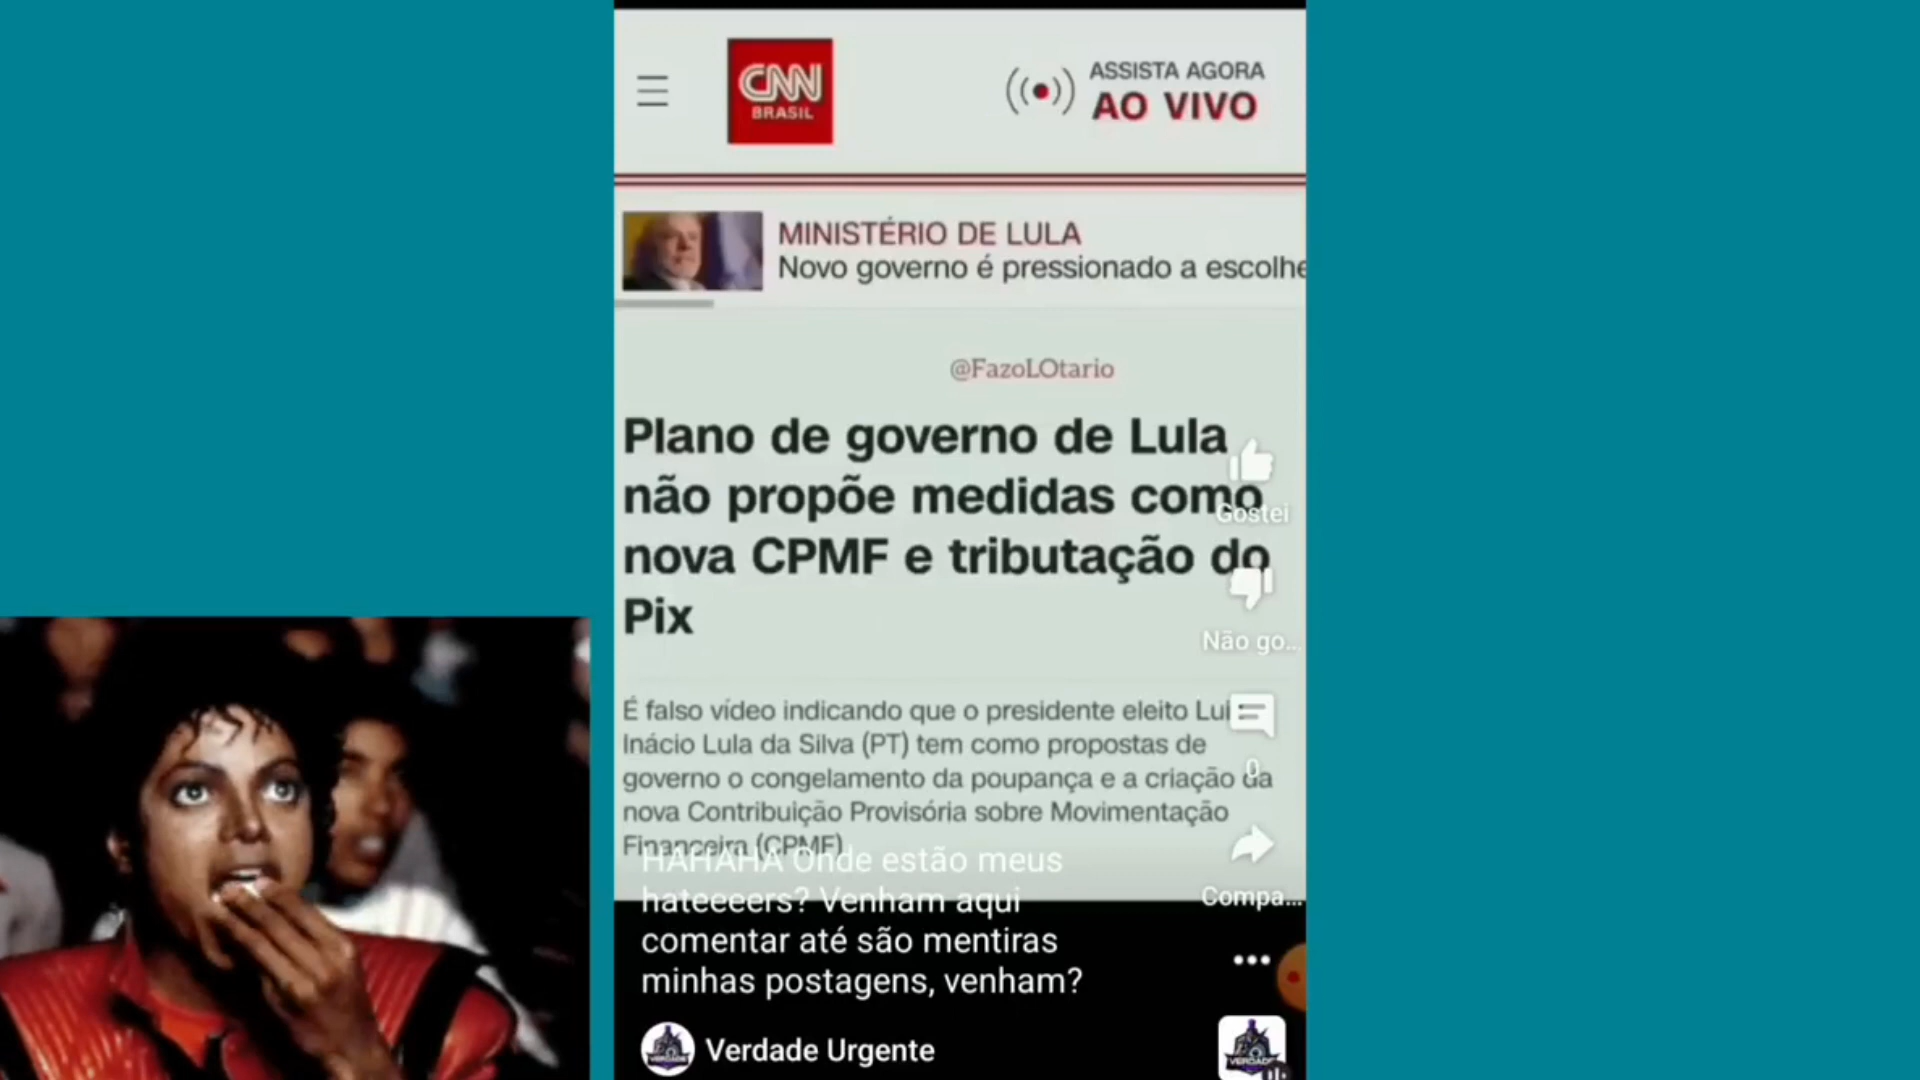 CNN
BRASIL
ASSISTA AGORA
AO VIVO
MINISTÉRIO DE LULA
Novo governo é pressionado a escolhe
@FazoLOtario
Plano de governo de Lula
não propõe medidas como
nova CPMF e tributação do
Pix
Gostei
Não go...
É falso vídeo indicando que o presidente eleito Lui
Inácio Lula da Silva (PT) tem como propostas de
governo o congelamento da poupança e a criação da
nova Contribuição Provisória sobre Movimentação
Financeira (CPMF)
0
HAHAHA Onde estão meus
hateeeers? Venham aqui
comentar até são mentiras
minhas postagens, venham?
Compa...
Verdade Urgente
VERDADE